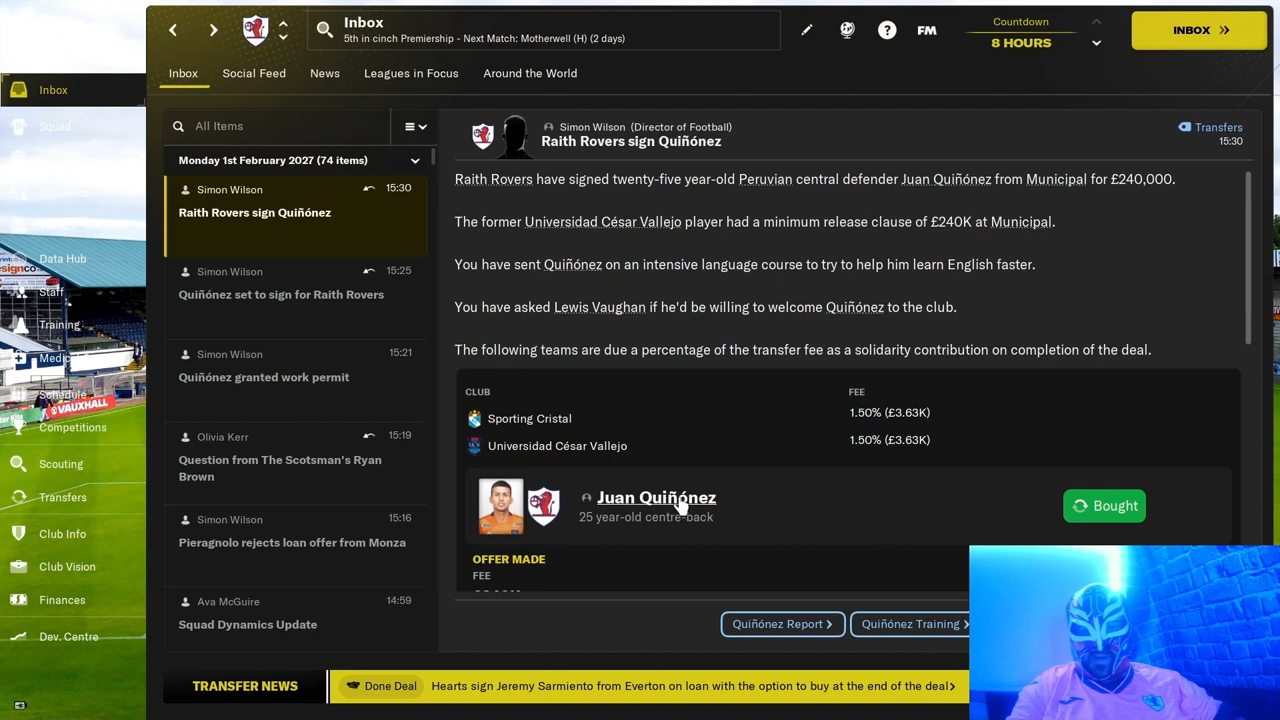 Inbox
5th in cinch Premiership - Next Match: Motherwell (H) (2 days)
?
FM
Countdown
8 HOURS
INBOX
Inbox
Social Feed
News
Leagues in Focus
Around the World
Inbox
Squad
Data Hub
Staff
Training
Schedule
Competitions
Scouting
Transfers
Club Info
Club Vision
Finances
Dev. Centre
VAUXHALL
All Items
Monday 1st February 2027 (74 items)
Simon Wilson
15:30
Raith Rovers sign Quiñónez
Simon Wilson
15:25
Quiñónez set to sign for Raith Rovers
Simon Wilson
15:21
Quiñónez granted work permit
Olivia Kerr
15:19
Question from The Scotsman's Ryan
Brown
Simon Wilson
15:16
Pieragnolo rejects loan offer from Monza
Ava McGuire
14:59
Squad Dynamics Update
Simon Wilson (Director of Football)
Raith Rovers sign Quiñónez
Transfers
15:30
Raith Rovers have signed twenty-five year-old Peruvian central defender Juan Quiñónez from Municipal for £240,000.
The former Universidad César Vallejo player had a minimum release clause of £240K at Municipal.
You have sent Quiñónez on an intensive language course to try to help him learn English faster.
You have asked Lewis Vaughan if he'd be willing to welcome Quiñónez to the club.
The following teams are due a percentage of the transfer fee as a solidarity contribution on completion of the deal.
CLUB
FEE
Sporting Cristal
1.50% (£3.63K)
Universidad César Vallejo
1.50% (£3.63K)
Juan Quiñónez
25 year-old centre-back
Bought
OFFER MADE
FEE
Quiñónez Report
Quiñónez Training
TRANSFER NEWS
Done Deal
Hearts sign Jeremy Sarmiento from Everton on loan with the option to buy at the end of the deal